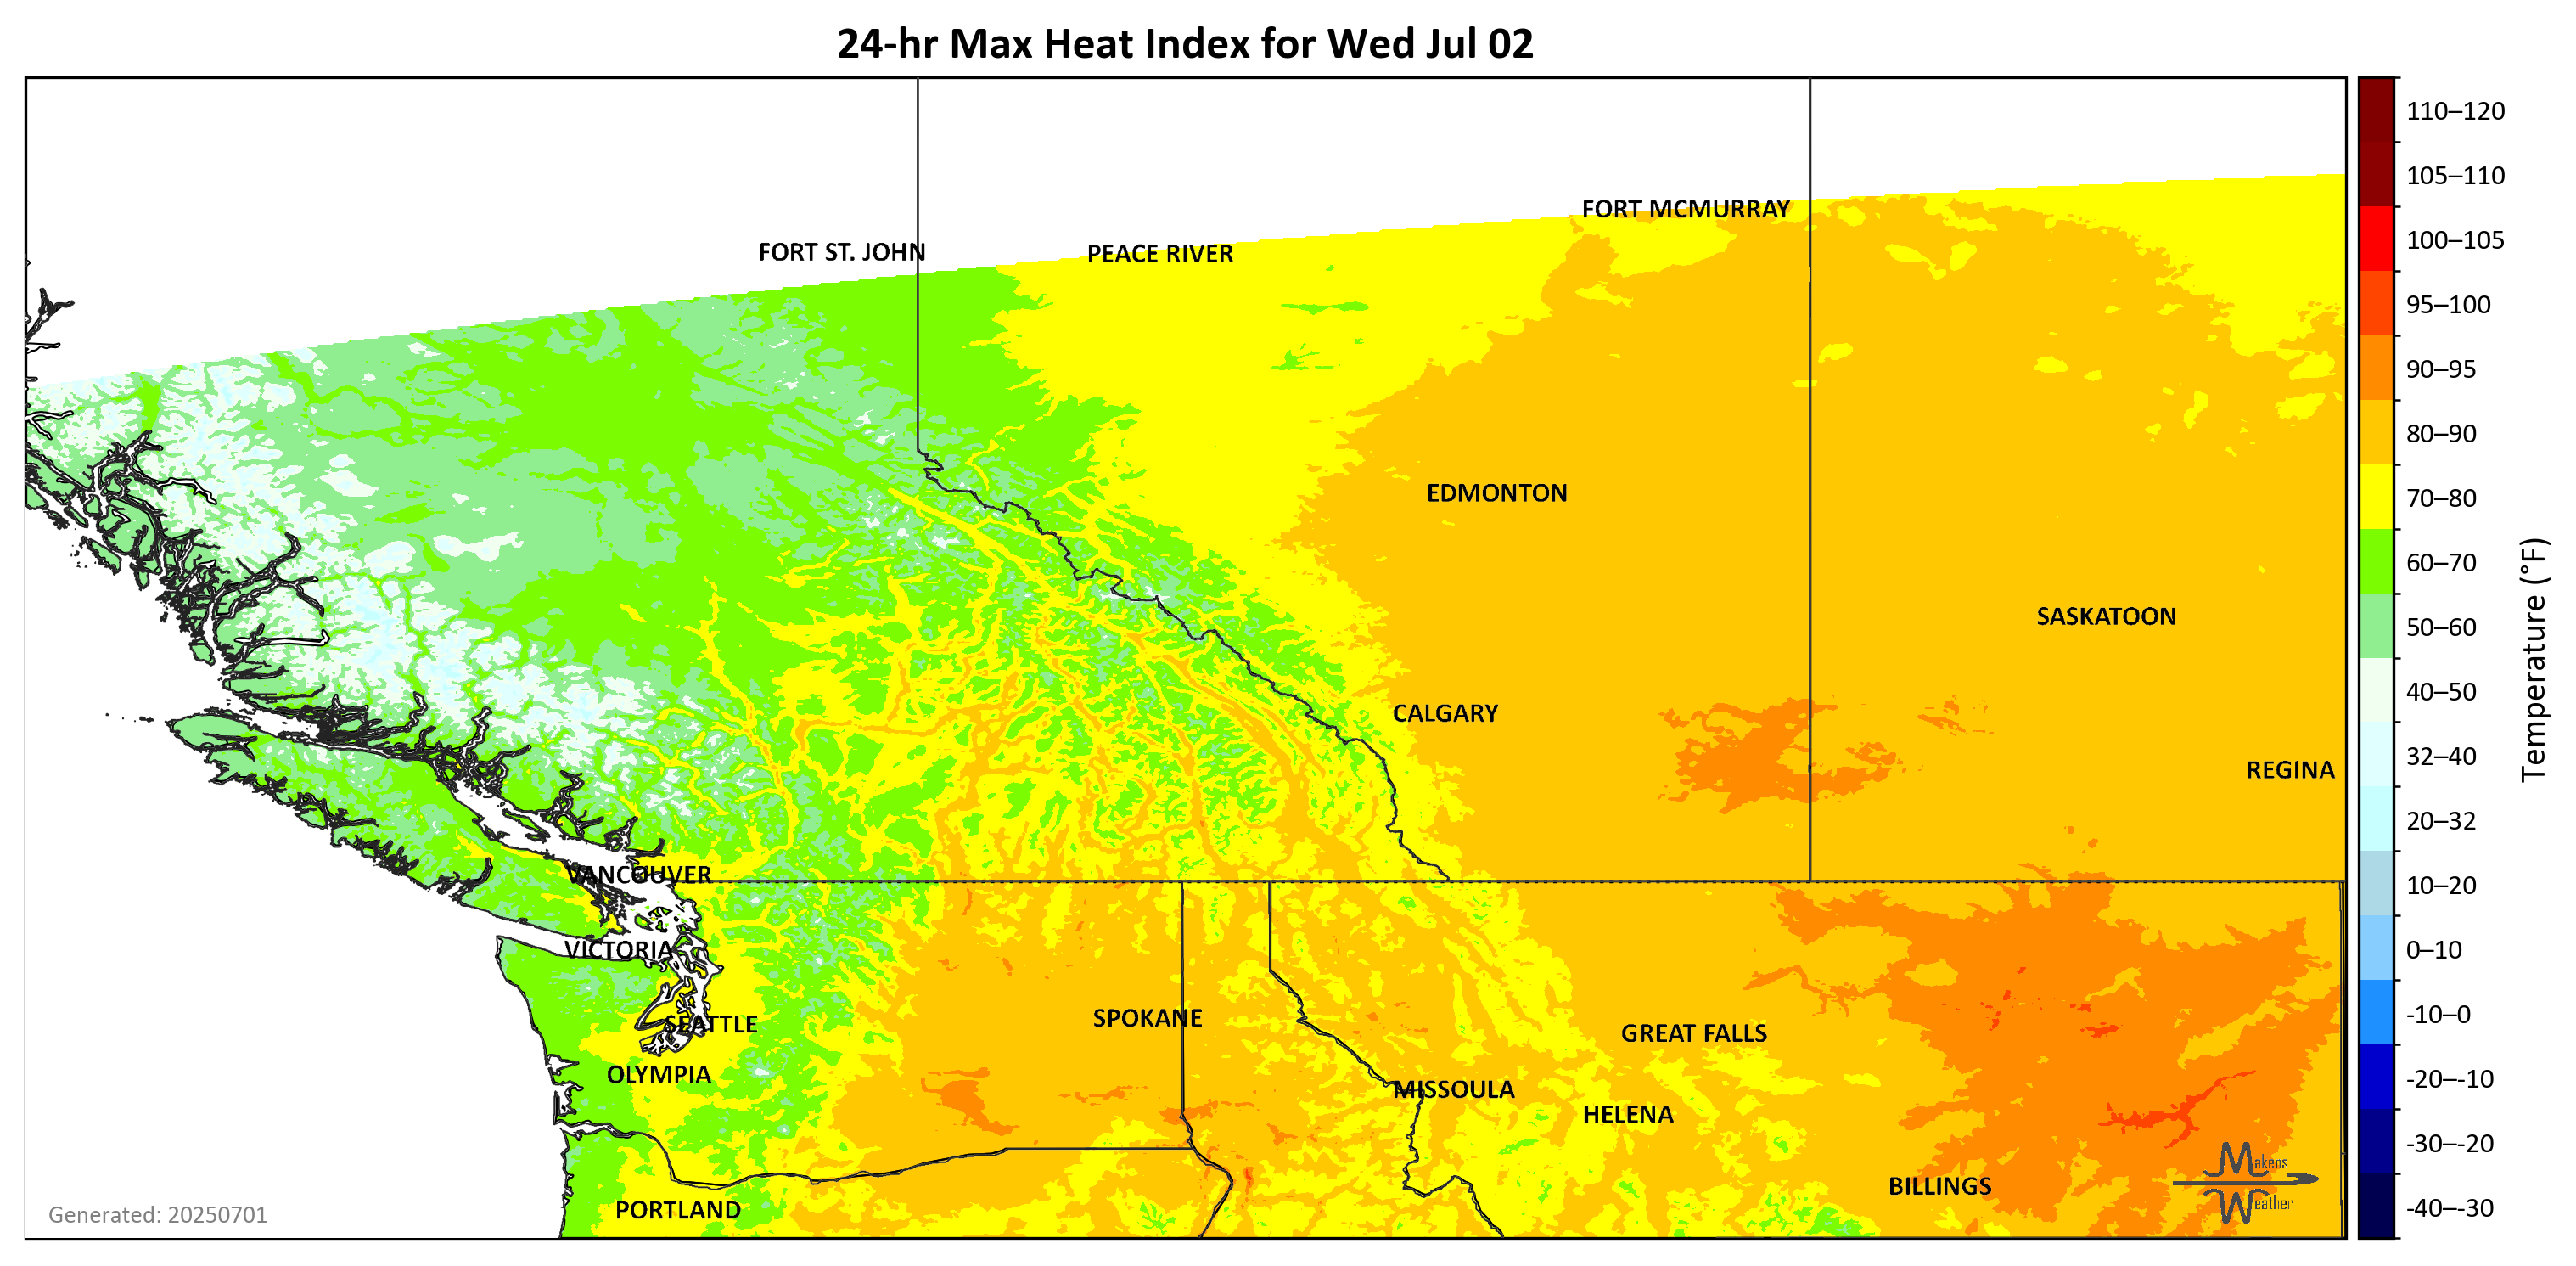 24-hr Max Heat Index for Wed Jul 02
110–120
105–110
FORT MCMURRAY
100–105
FORT ST. JOHN
PEACE RIVER
95–100
90–95
80–90
EDMONTON
70–80
60–70
SASKATOON
50–60
CALGARY
40–50
REGINA
32–40
Temperature (°F)
20–32
VANCOUVER
10–20
VICTORIA
0–10
SEATTLE
SPOKANE
GREAT FALLS
-10–0
OLYMPIA
MISSOULA
-20–-10
HELENA
-30–-20
Makens
Weather
BILLINGS
PORTLAND
-40–-30
Generated: 20250701